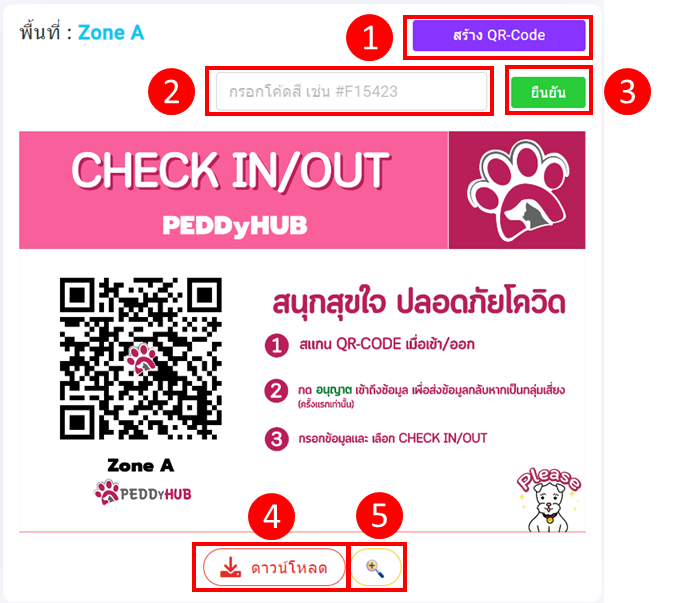 พื้นที่ : Zone A
1
สร้าง QR-Code
2
กรอกโค้ดสี เช่น #F15423
ยืนยัน
3
CHECK IN/OUT
PEDDyHUB
สนุกสุขใจ ปลอดภัยโควิด
1 สแกน QR-CODE เมื่อเข้า/ออก
2 กด อนุญาต เข้าถึงข้อมูล เพื่อส่งข้อมูลกลับหากเป็นกลุ่มเสี่ยง
(ครั้งแรกเท่านั้น)
3 กรอกข้อมูลและ เลือก CHECK IN/OUT
Zone A
PEDDyHUB
Please
4
5
ดาวน์โหลด